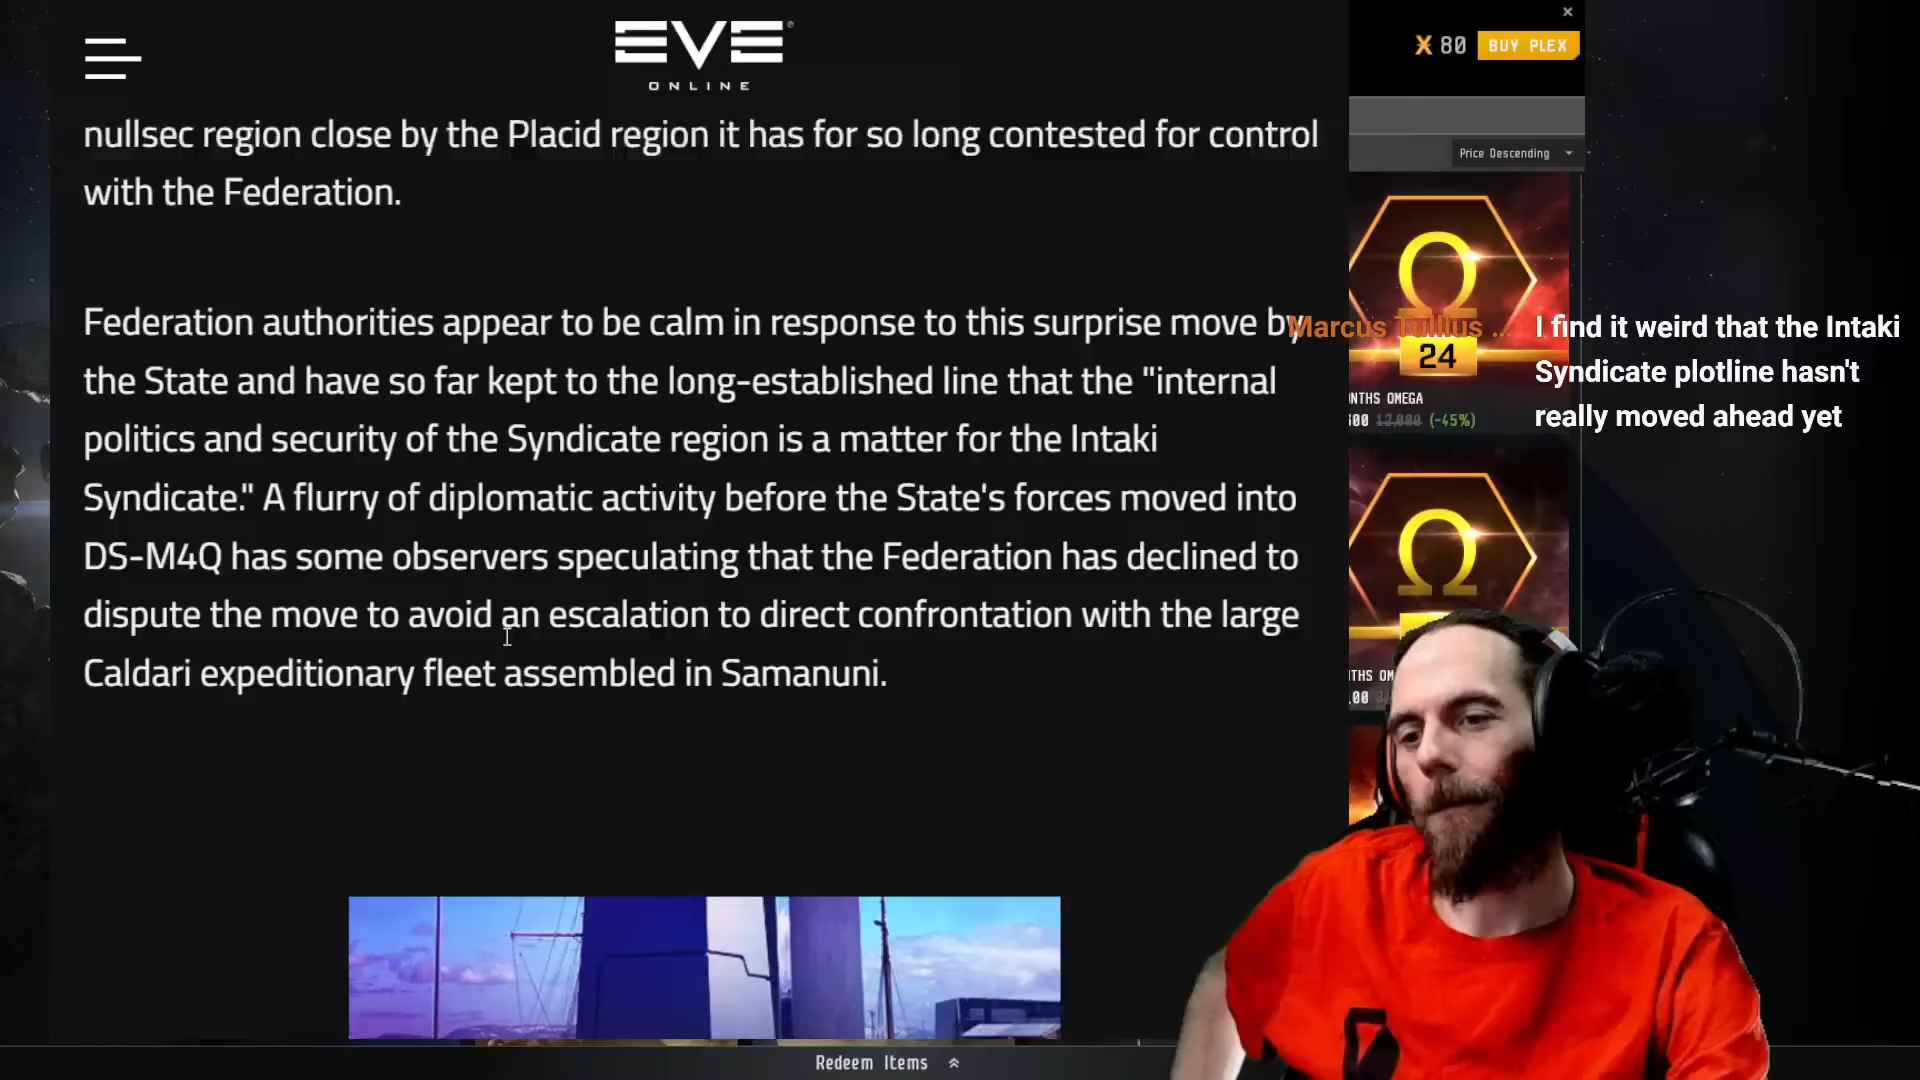 EVE
ONLINE
80
BUY PLEX
Price Descending
nullsec region close by the Placid region it has for so long contested for control
with the Federation.
Federation authorities appear to be calm in response to this surprise move by
the State and have so far kept to the long-established line that the "internal
politics and security of the Syndicate region is a matter for the Intaki
Syndicate." A flurry of diplomatic activity before the State's forces moved into
DS-M4Q has some observers speculating that the Federation has declined to
dispute the move to avoid an escalation to direct confrontation with the large
Caldari expeditionary fleet assembled in Samanuni.
Marcus Tullius ...
I find it weird that the Intaki
Syndicate plotline hasn't
really moved ahead yet
24
OMEGA
12,000 (-45%)
Redeem Items